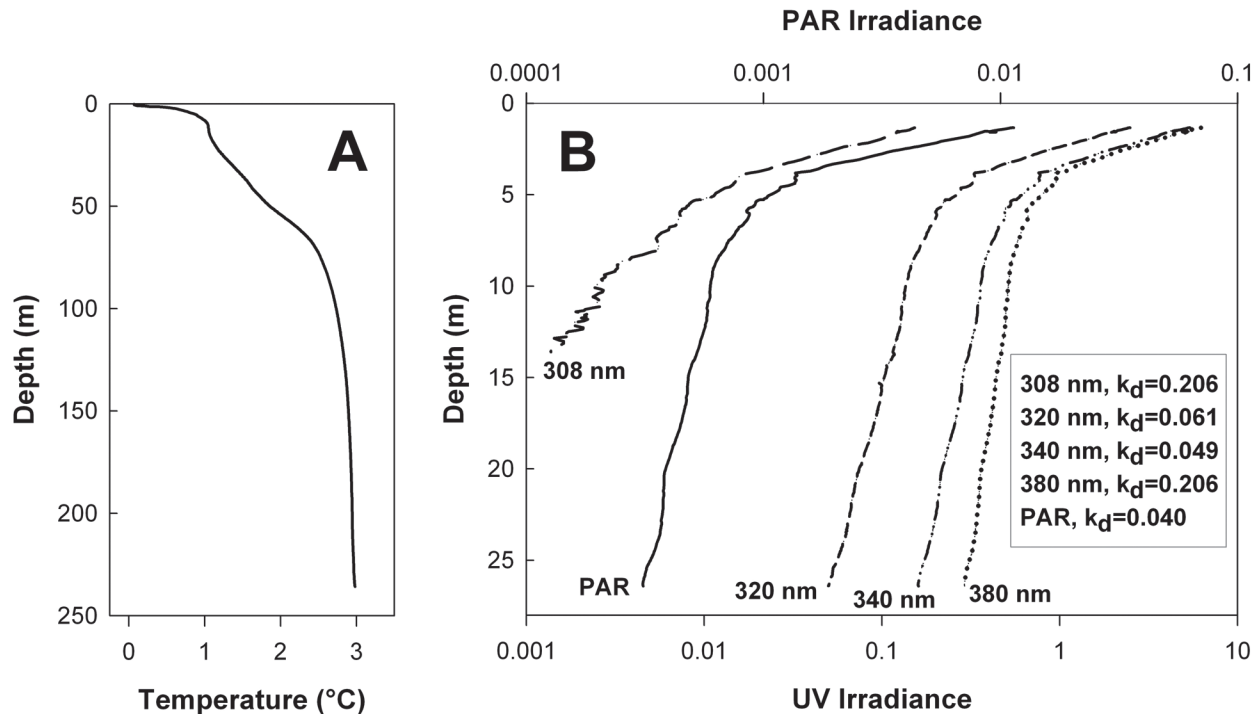 A
0
50
100
150
200
250
Depth (m)
0 1 2 3
Temperature (°C)
PAR Irradiance
0.0001 0.001 0.01 0.1
B
0
5
10
15
20
25
Depth (m)
308 nm
PAR
320 nm
340 nm
380 nm
308 nm, kd=0.206
320 nm, kd=0.061
340 nm, kd=0.049
380 nm, kd=0.206
PAR, kd=0.040
0.001 0.01 0.1 1 10
UV Irradiance